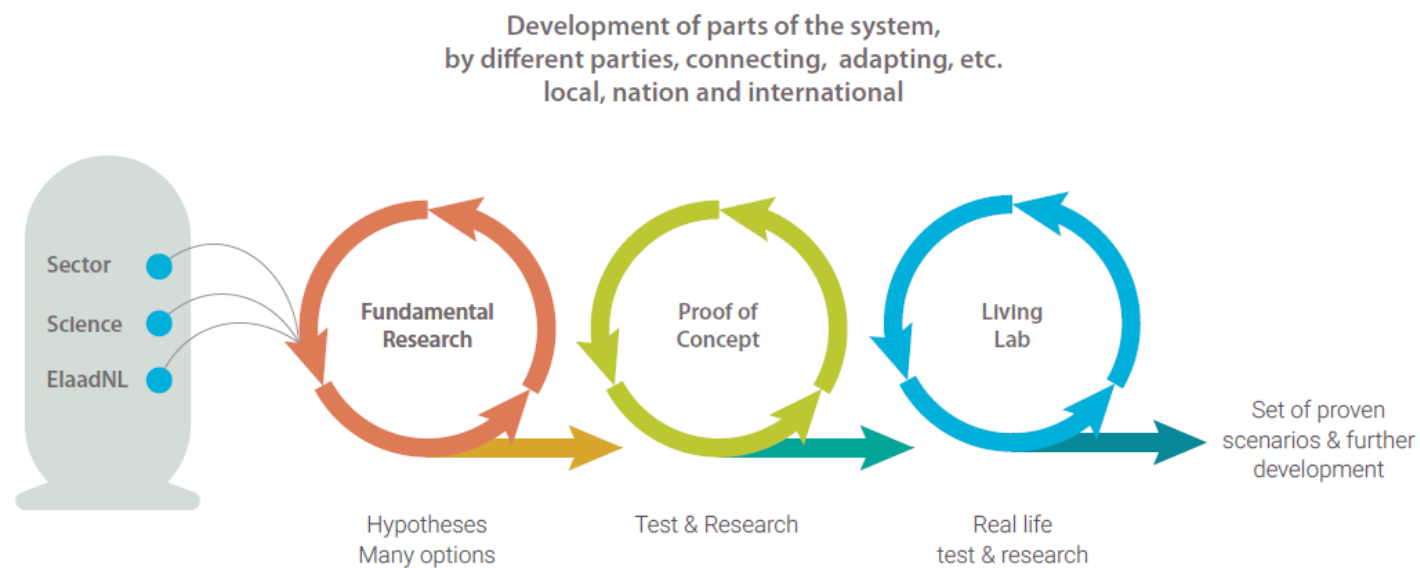 Development of parts of the system,
by different parties, connecting, adapting, etc.
local, nation and international
Sector
Science
ElaadNL
Fundamental
Research
Proof of
Concept
Living
Lab
Set of proven
scenarios & further
development
Hypotheses
Many options
Test & Research
Real life
test & research